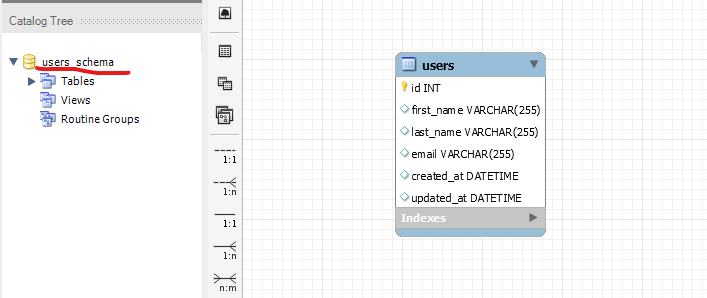 Catalog Tree
users_schema
Tables
Views
Routine Groups
1:1
1:n
1:1
1:n
n:m
users
id INT
first_name VARCHAR(255)
last_name VARCHAR(255)
email VARCHAR(255)
created_at DATETIME
updated_at DATETIME
Indexes